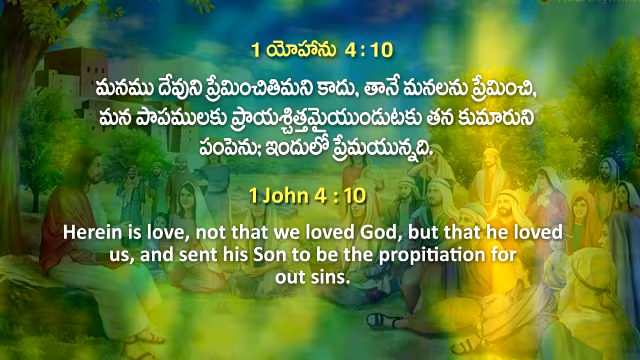 1 యోహాను 4 : 10
మనము దేవుని ప్రేమించితిమని కాదు, తానే మనలను ప్రేమించి,
మన పాపములకు ప్రాయశ్చిత్తమైయుండుటకు తన కుమారుని
పంపెను; ఇందులో ప్రేమయున్నది.
1 John 4 : 10
Herein is love, not that we loved God, but that he loved
us, and sent his Son to be the propitiation for
out sins.